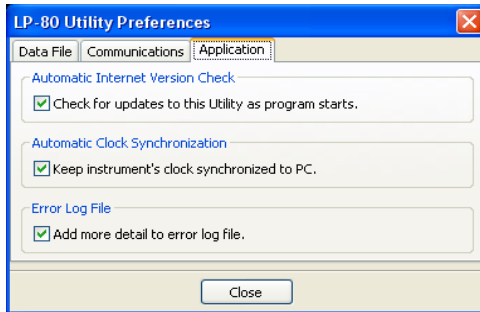 LP-80 Utility Preferences
Data File Communications Application
Automatic Internet Version Check
Check for updates to this Utility as program starts.
Automatic Clock Synchronization
Keep instrument's clock synchronized to PC.
Error Log File
Add more detail to error log file.
Close